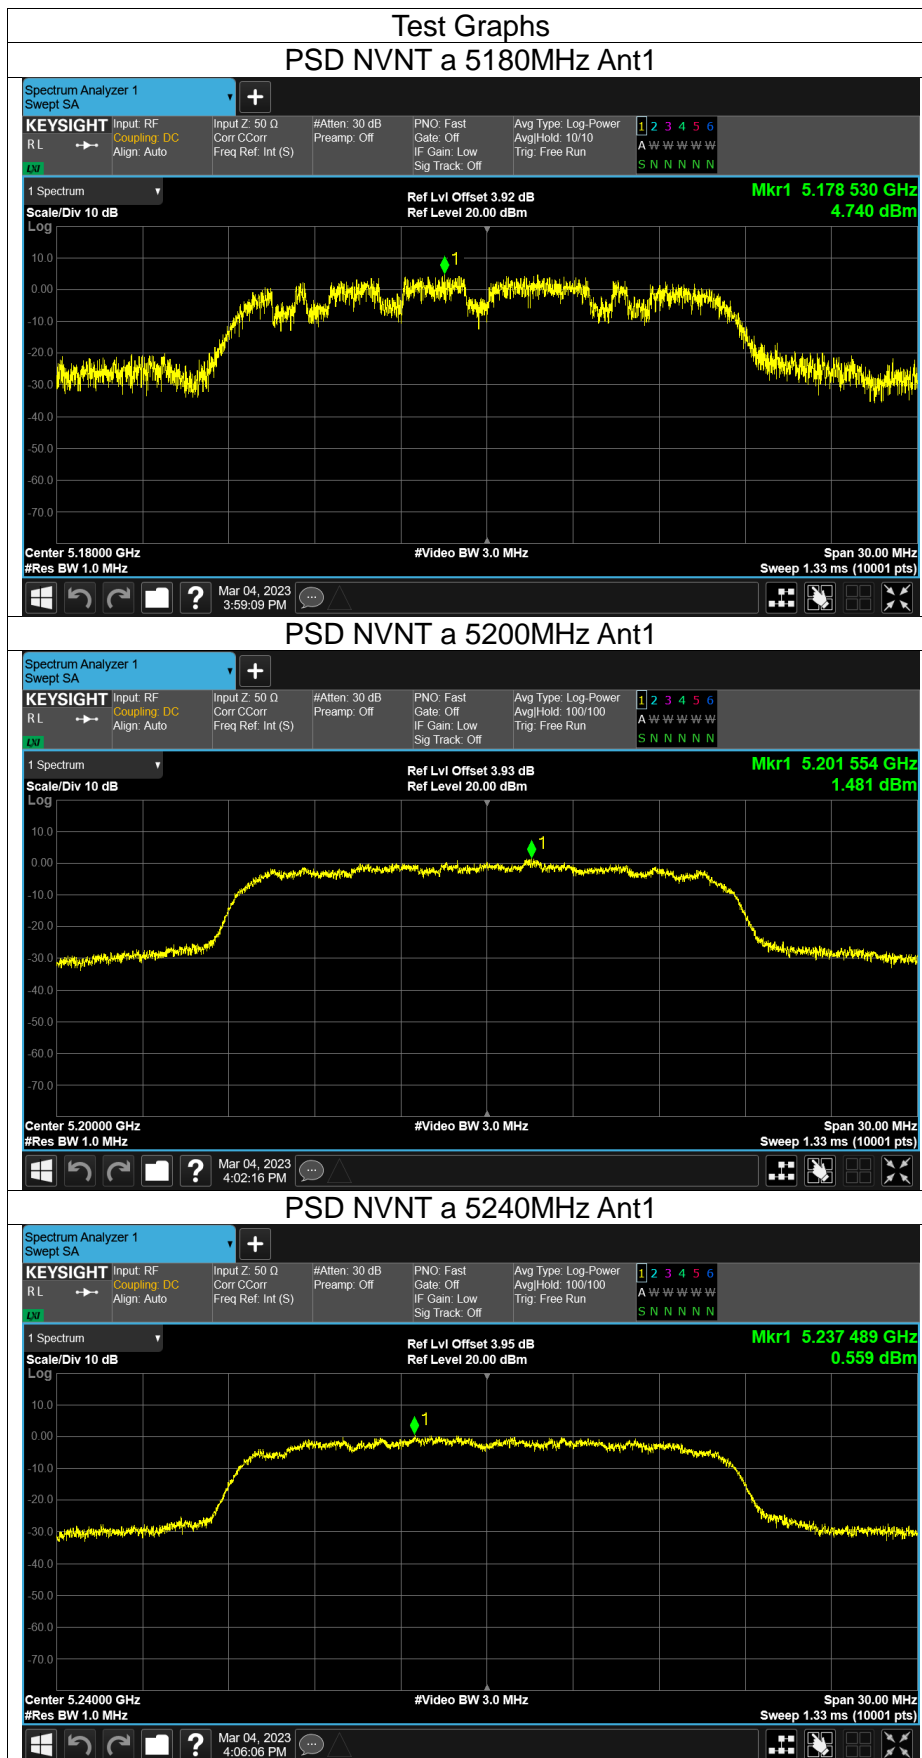 Test Graphs
PSD NVNT a 5180MHz Ant1
Spectrum Analyzer 1
Swept SA
+
KEYSIGHT Input: RF Input Z: 50 Ω #Atten: 30 dB PNO: Fast Avg Type: Log-Power 1 2 3 4 5 6
RL Coupling: DC Corr CCorr Preamp: Off Gate: Off Avg|Hold: 10/10 A W W W W W
Align: Auto Freq Ref: Int (S) IF Gain: Low Trig: Free Run S N N N N N
LXI Sig Track: Off
1 Spectrum Ref Lvl Offset 3.92 dB Mkr1 5.178 530 GHz
Scale/Div 10 dB Ref Level 20.00 dBm 4.740 dBm
Log
1
10.0
0.00
-10.0
-20.0
-30.0
-40.0
-50.0
-60.0
-70.0
Center 5.18000 GHz #Video BW 3.0 MHz Span 30.00 MHz
#Res BW 1.0 MHz Sweep 1.33 ms (10001 pts)
? Mar 04, 2023
3:59:09 PM
PSD NVNT a 5200MHz Ant1
Spectrum Analyzer 1
Swept SA
+
KEYSIGHT Input: RF Input Z: 50 Ω #Atten: 30 dB PNO: Fast Avg Type: Log-Power 1 2 3 4 5 6
RL Coupling: DC Corr CCorr Preamp: Off Gate: Off Avg|Hold: 100/100 A W W W W W
Align: Auto Freq Ref: Int (S) IF Gain: Low Trig: Free Run S N N N N N
LXI Sig Track: Off
1 Spectrum Ref Lvl Offset 3.93 dB Mkr1 5.201 554 GHz
Scale/Div 10 dB Ref Level 20.00 dBm 1.481 dBm
Log
10.0
1
0.00
-10.0
-20.0
-30.0
-40.0
-50.0
-60.0
-70.0
Center 5.20000 GHz #Video BW 3.0 MHz Span 30.00 MHz
#Res BW 1.0 MHz Sweep 1.33 ms (10001 pts)
? Mar 04, 2023
4:02:16 PM
PSD NVNT a 5240MHz Ant1
Spectrum Analyzer 1
Swept SA
+
KEYSIGHT Input: RF Input Z: 50 Ω #Atten: 30 dB PNO: Fast Avg Type: Log-Power 1 2 3 4 5 6
RL Coupling: DC Corr CCorr Preamp: Off Gate: Off Avg|Hold: 100/100 A W W W W W
Align: Auto Freq Ref: Int (S) IF Gain: Low Trig: Free Run S N N N N N
LXI Sig Track: Off
1 Spectrum Ref Lvl Offset 3.95 dB Mkr1 5.237 489 GHz
Scale/Div 10 dB Ref Level 20.00 dBm 0.559 dBm
Log
10.0
1
0.00
-10.0
-20.0
-30.0
-40.0
-50.0
-60.0
-70.0
Center 5.24000 GHz #Video BW 3.0 MHz Span 30.00 MHz
#Res BW 1.0 MHz Sweep 1.33 ms (10001 pts)
? Mar 04, 2023
4:06:06 PM